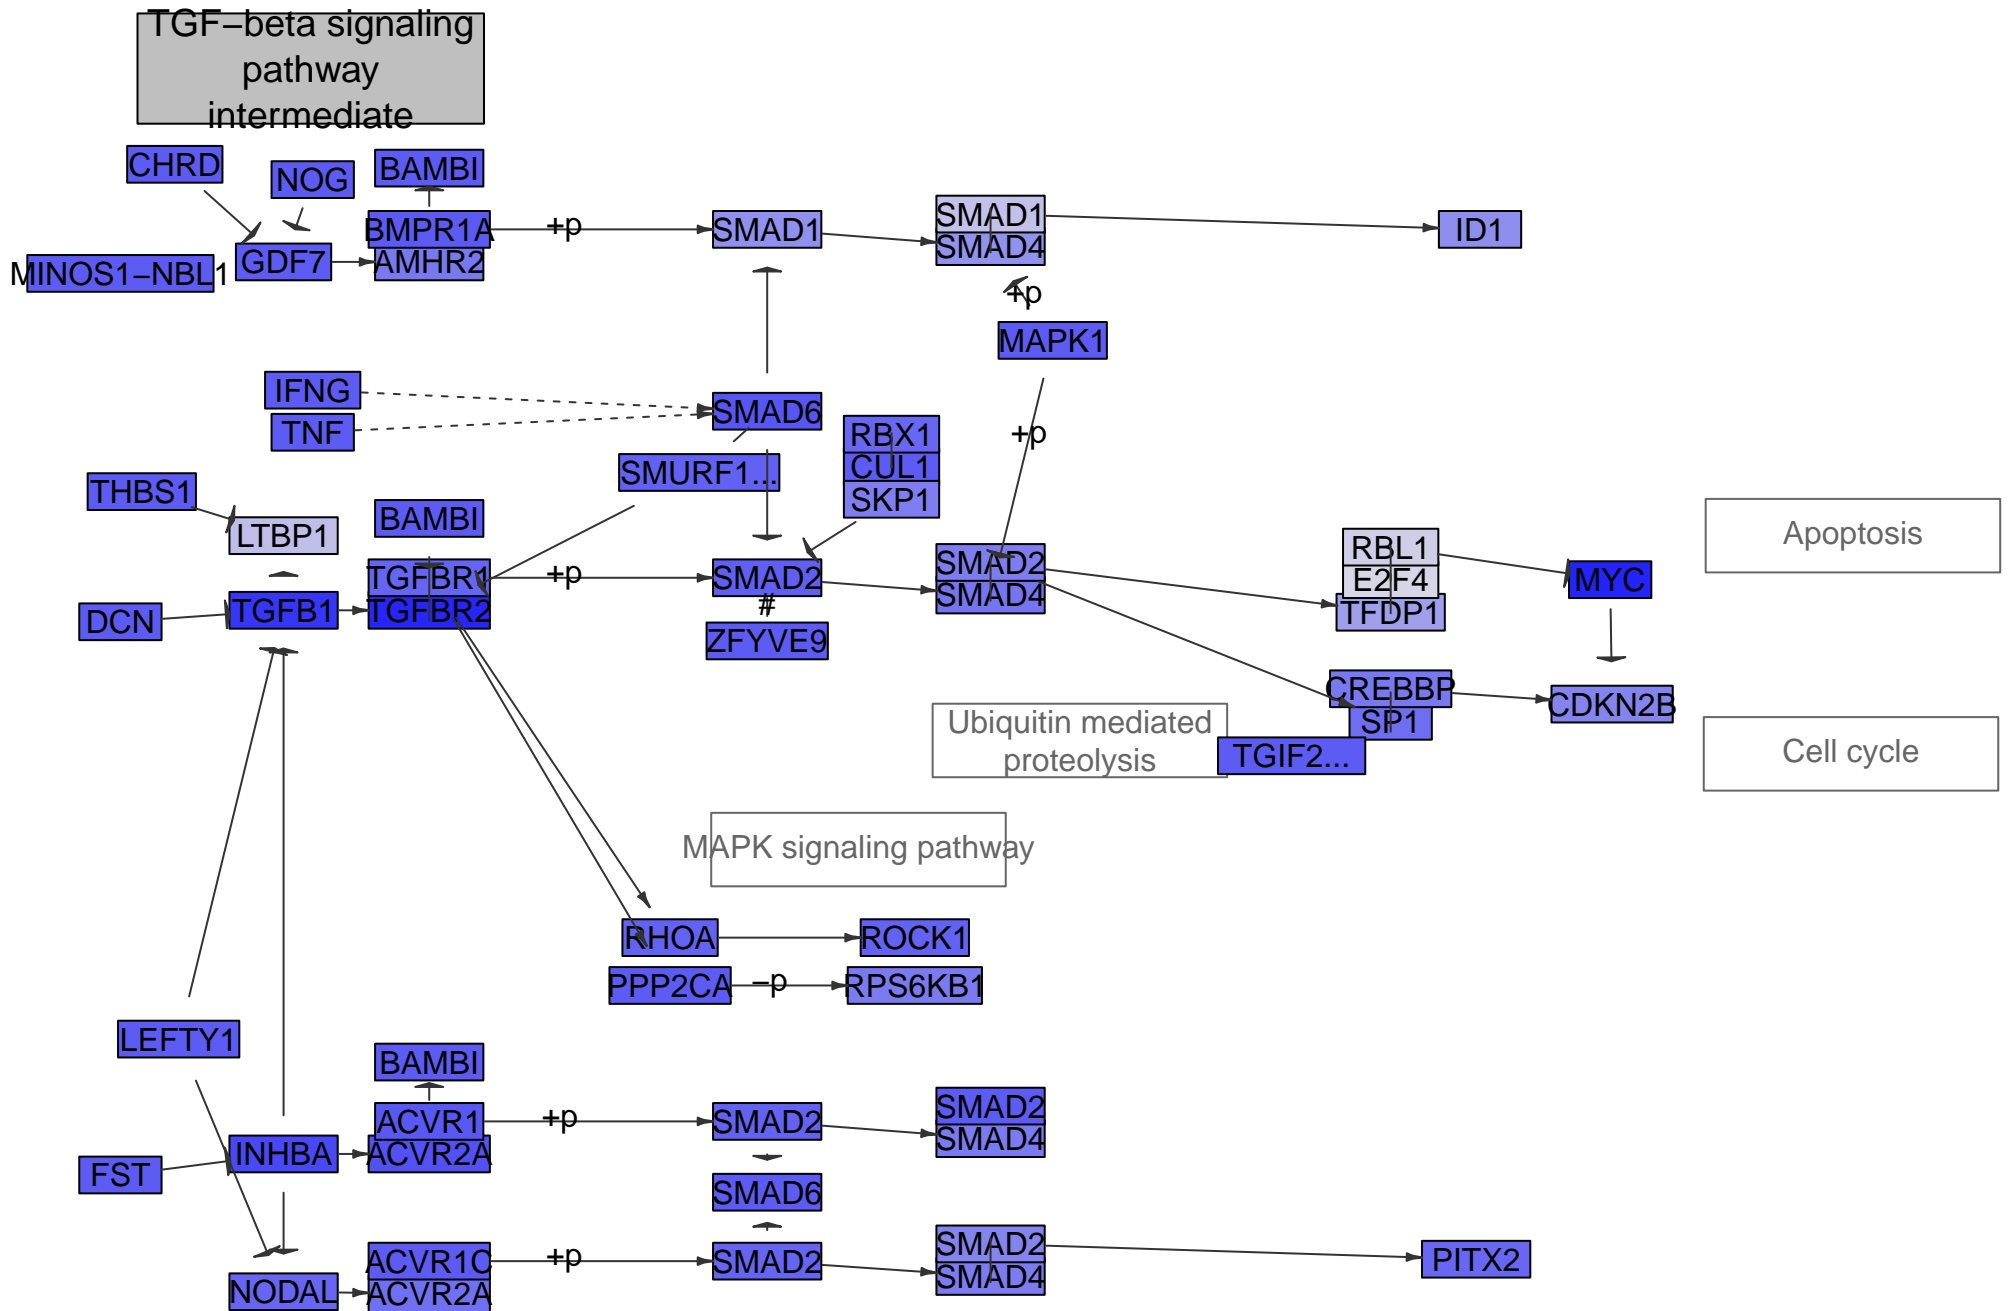 TGF−beta signaling
pathway
intermediate
CHRD
NOG
BAMBI
BMPR1A
+p
SMAD1
SMAD1
ID1
MINOS1−NBL1
GDF7
AMHR2
SMAD4
+p
MAPK1
IFNG
SMAD6
TNF
RBX1
+p
SMURF1...
CUL1
THBS1
SKP1
BAMBI
LTBP1
Apoptosis
RBL1
TGFBR1
+p
SMAD2
SMAD2
E2F4
MYC
DCN
TGFB1
TGFBR2
#
SMAD4
TFDP1
ZFYVE9
CREBBP
CDKN2B
Ubiquitin mediated
proteolysis
SP1
TGIF2...
Cell cycle
MAPK signaling pathway
RHOA
ROCK1
PPP2CA
−p
RPS6KB1
LEFTY1
BAMBI
ACVR1
+p
SMAD2
SMAD2
INHBA
ACVR2A
SMAD4
FST
SMAD6
ACVR1C
+p
SMAD2
SMAD2
PITX2
NODAL
ACVR2A
SMAD4